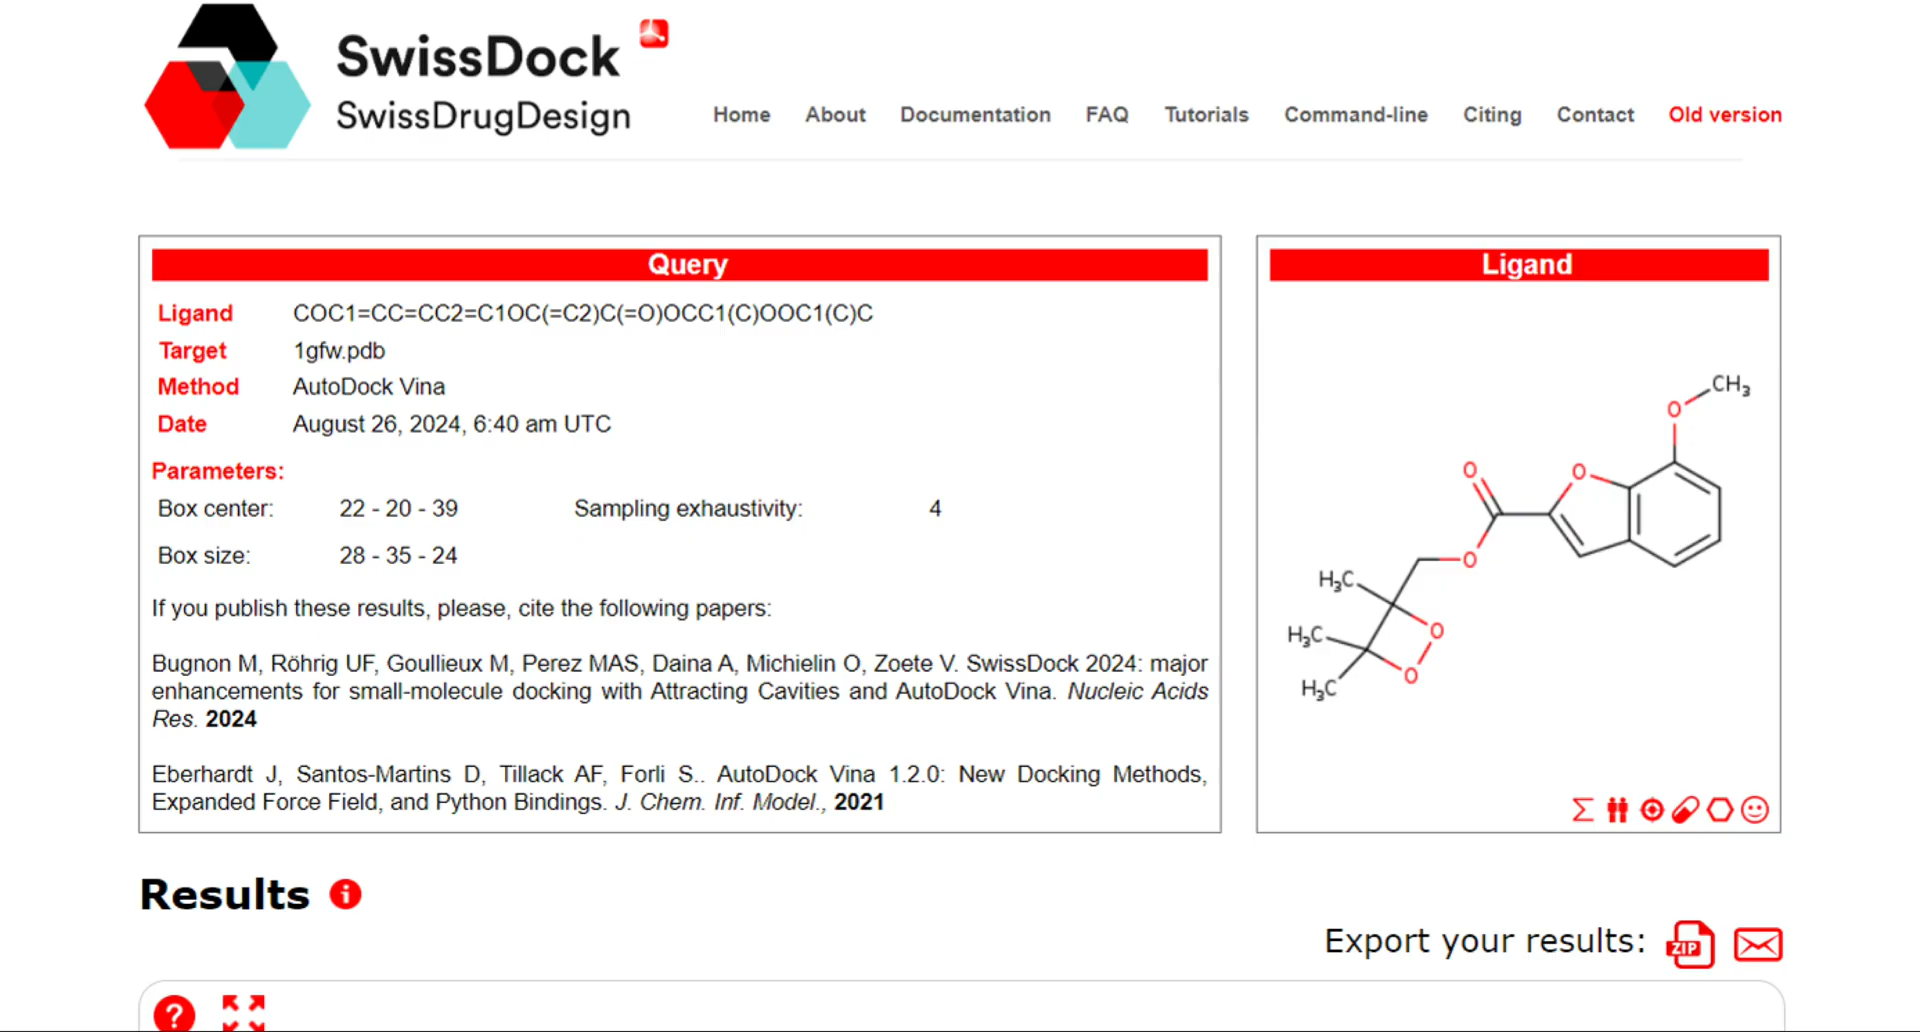 SwissDock
SwissDrugDesign
Home About Documentation FAQ Tutorials Command-line Citing Contact Old version
Query
Ligand COC1=CC=CC2=C1OC(=C2)C(=O)OCC1(C)OOC1(C)C
Target 1gfw.pdb
Method AutoDock Vina
Date August 26, 2024, 6:40 am UTC
Parameters:
Box center: 22 - 20 - 39 Sampling exhaustivity: 4
Box size: 28 - 35 - 24
If you publish these results, please, cite the following papers:
Bugnon M, Röhrig UF, Goullieux M, Perez MAS, Daina A, Michielin O, Zoete V. SwissDock 2024: major
enhancements for small-molecule docking with Attracting Cavities and AutoDock Vina. Nucleic Acids
Res. 2024
Eberhardt J, Santos-Martins D, Tillack AF, Forli S.. AutoDock Vina 1.2.0: New Docking Methods,
Expanded Force Field, and Python Bindings. J. Chem. Inf. Model., 2021
Ligand
CH3
O
O
O
O
H3C
H3C
O
O
H3C
Results
Export your results:
ZIP
?